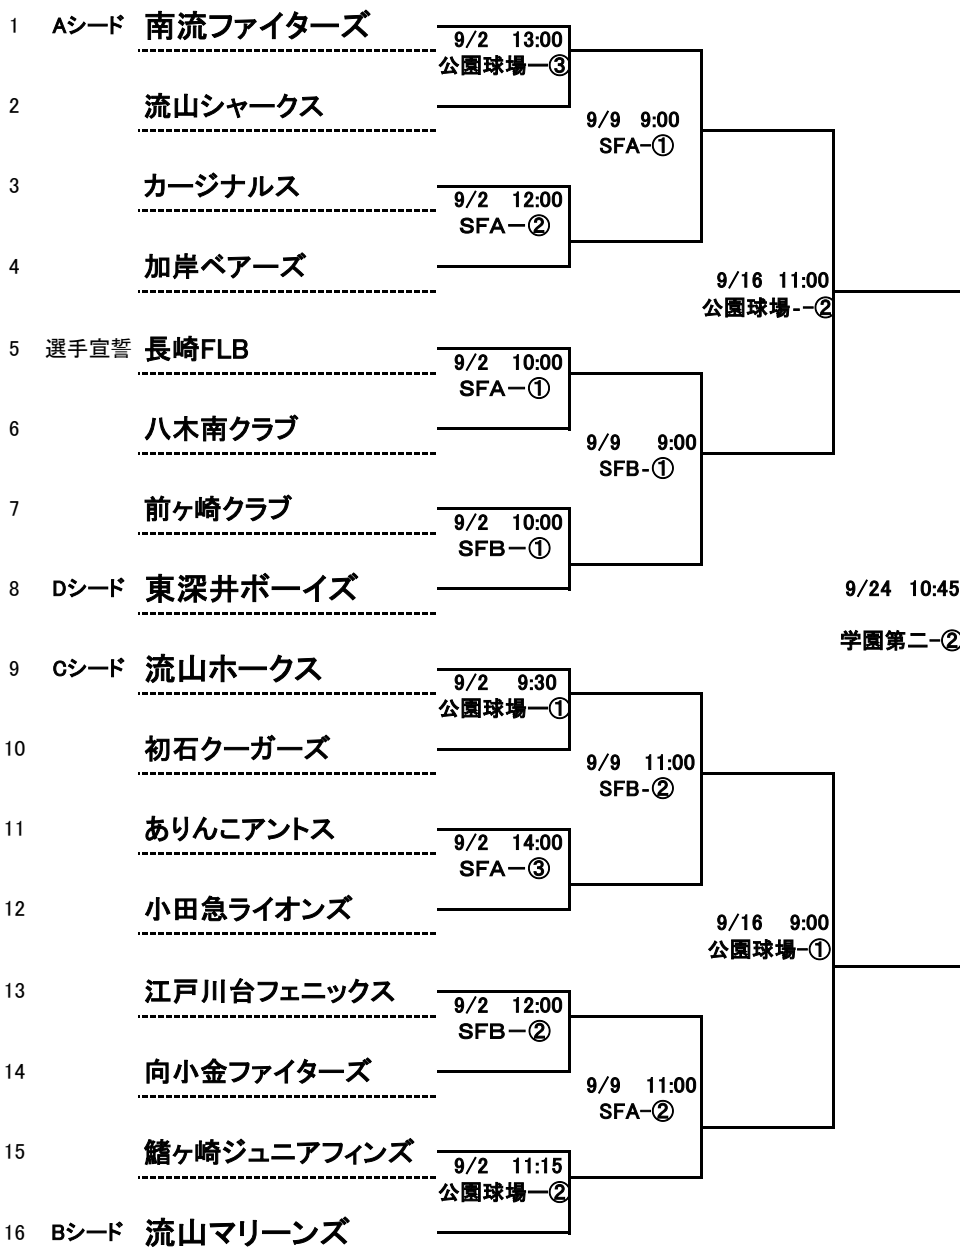 1 Aシード 南流ファイターズ
9/2 13:00
公園球場ー③
2 流山シャークス
9/9 9:00
SFA-①
3 カージナルス
9/2 12:00
SFAー②
4 加岸ベアーズ
9/16 11:00
公園球場--②
5 選手宣誓 長崎FLB
9/2 10:00
SFAー①
6 八木南クラブ
9/9 9:00
SFB-①
7 前ヶ崎クラブ
9/2 10:00
SFBー①
8 Dシード 東深井ボーイズ
9/24 10:45
学園第二-②
9 Cシード 流山ホークス
9/2 9:30
公園球場ー①
10 初石クーガーズ
9/9 11:00
SFB-②
11 ありんこアントス
9/2 14:00
SFAー③
12 小田急ライオンズ
9/16 9:00
公園球場-①
13 江戸川台フェニックス
9/2 12:00
SFBー②
14 向小金ファイターズ
9/9 11:00
SFA-②
15 鰭ヶ崎ジュニアフィンズ
9/2 11:15
公園球場ー②
16 Bシード 流山マリーンズ